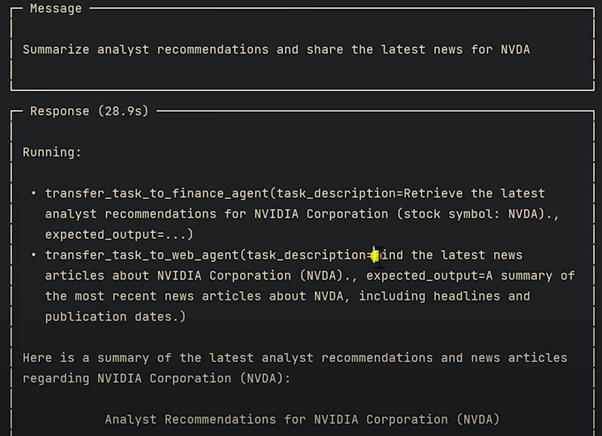 Message
Summarize analyst recommendations and share the latest news for NVDA
Response (28.9s)
Running:
• transfer_task_to_finance_agent(task_description=Retrieve the latest
analyst recommendations for NVIDIA Corporation (stock symbol: NVDA).,
expected_output=...)
• transfer_task_to_web_agent(task_description=Find the latest news
articles about NVIDIA Corporation (NVDA)., expected_output=A summary of
the most recent news articles about NVDA, including headlines and
publication dates.)
Here is a summary of the latest analyst recommendations and news articles
regarding NVIDIA Corporation (NVDA):
Analyst Recommendations for NVIDIA Corporation (NVDA)